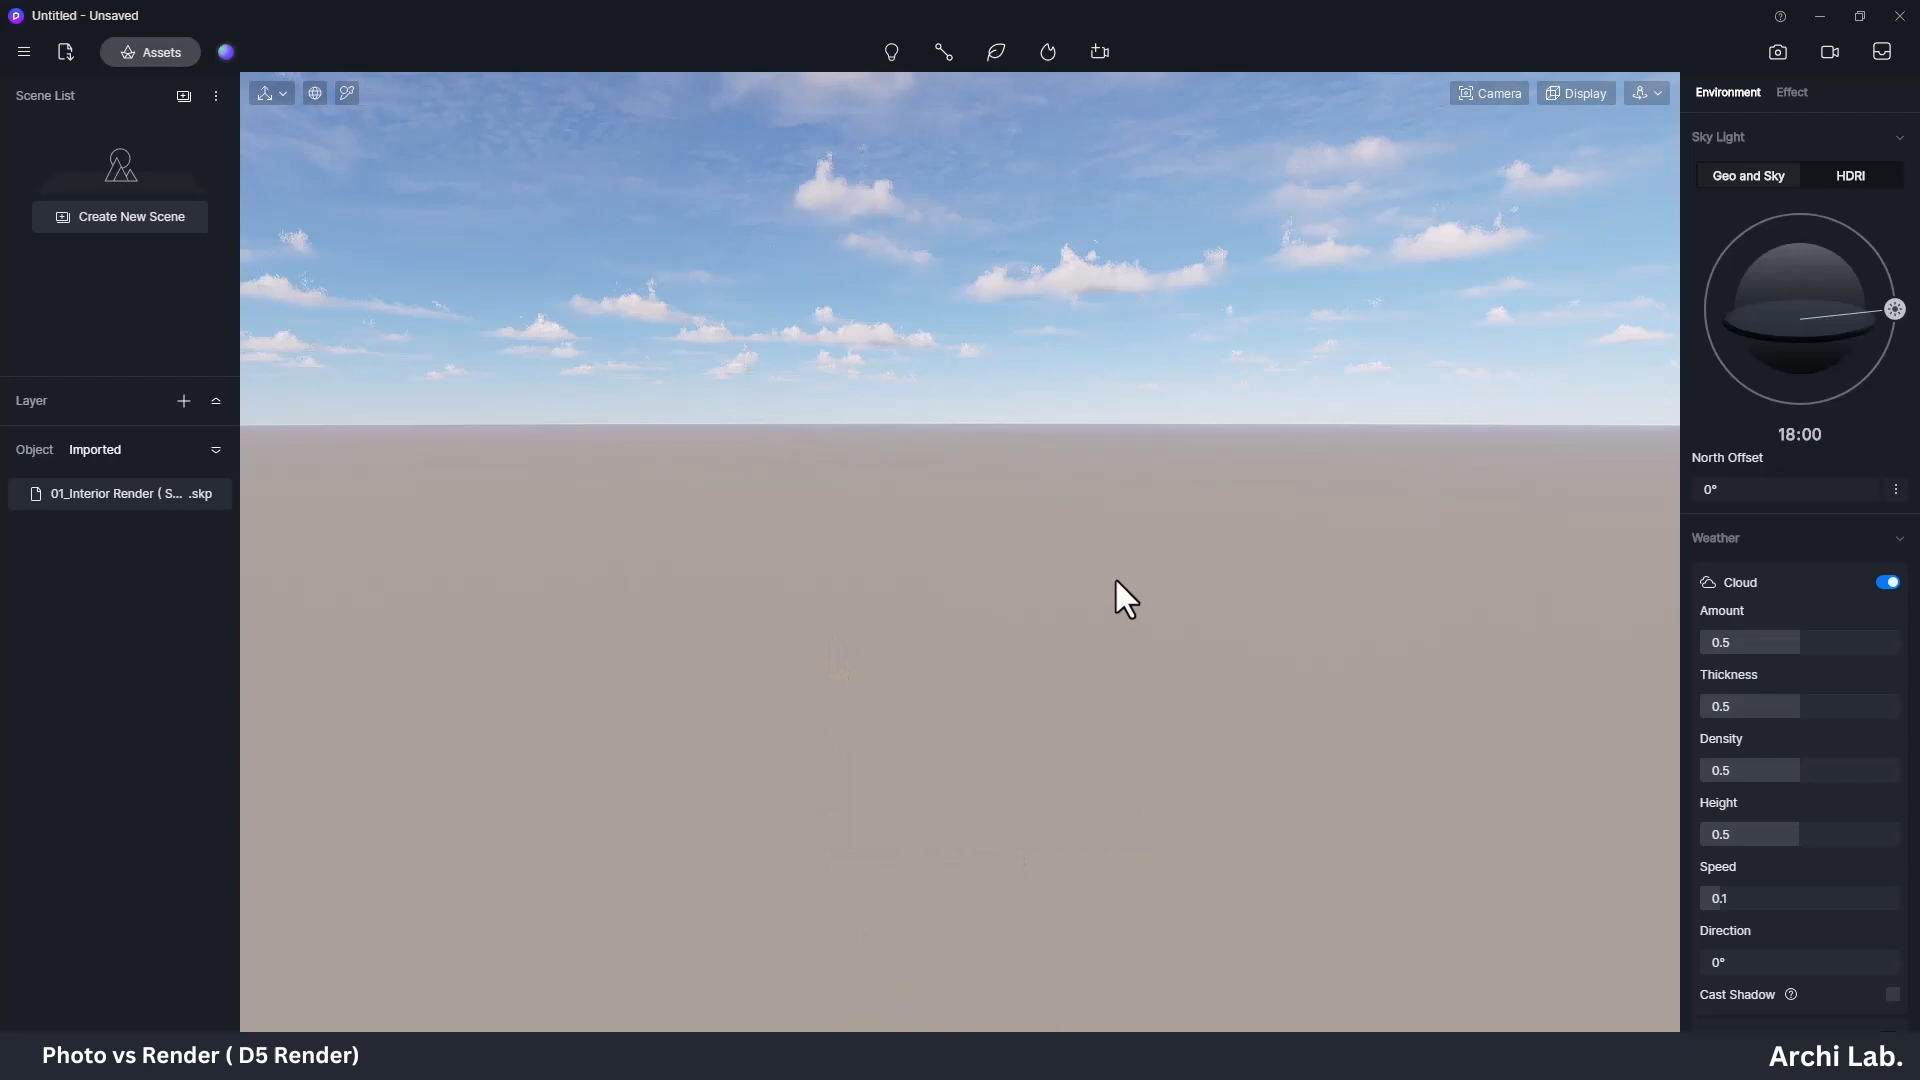 Untitled - Unsaved
Assets
Scene List
Create New Scene
Layer
Object Imported
01_Interior Render ( S... .skp
Camera
Display
Environment Effect
Sky Light
Geo and Sky HDRI
18:00
North Offset
0°
Weather
Cloud
Amount
0.5
Thickness
0.5
Density
0.5
Height
0.5
Speed
0.1
Direction
0°
Cast Shadow
Photo vs Render ( D5 Render)
Archi Lab.